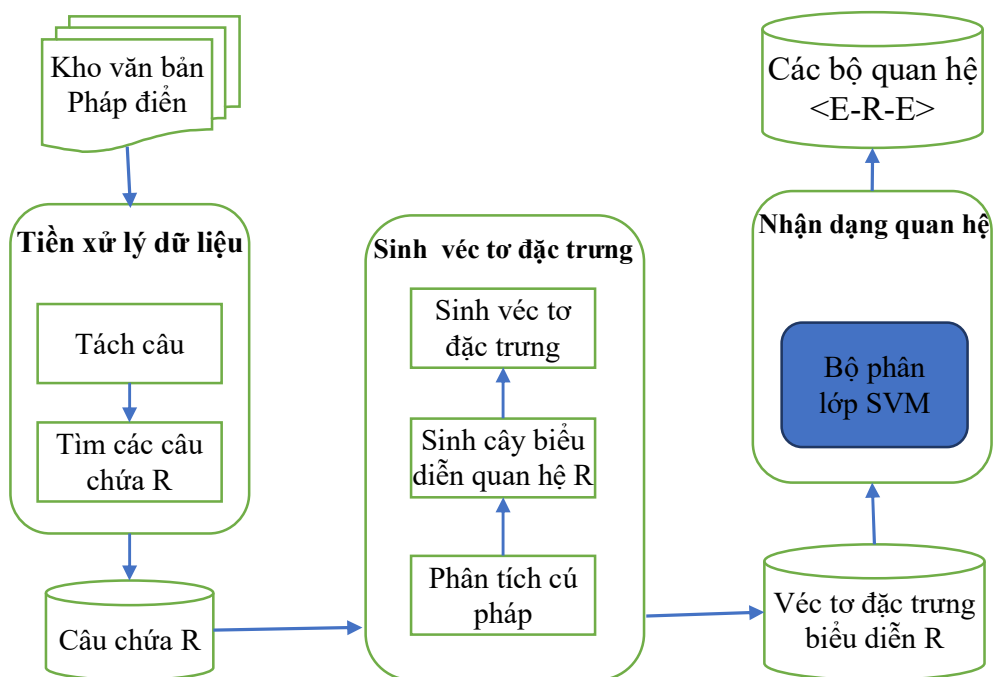 Kho văn bản
Pháp điển
Tiền xử lý dữ liệu
Tách câu
Tìm các câu
chứa R
Câu chứa R
Sinh véc tơ đặc trưng
Sinh véc tơ
đặc trưng
Sinh cây biểu
diễn quan hệ R
Phân tích cú
pháp
Các bộ quan hệ
<E-R-E>
Nhận dạng quan hệ
Bộ phân
lớp SVM
Véc tơ đặc trưng
biểu diễn R